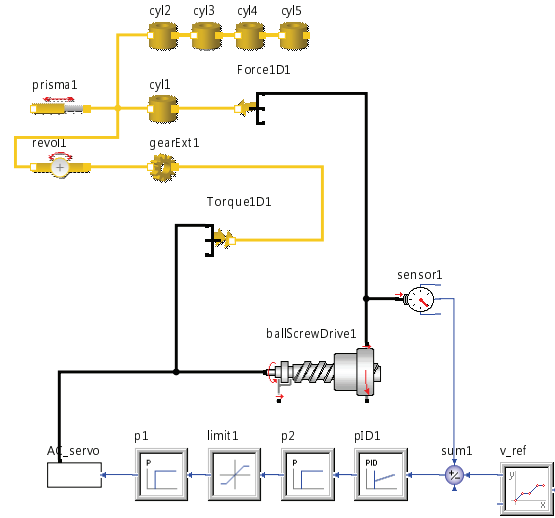 cyl2 cyl3 cyl4 cyl5
Force1D1
prisma1 cyl1
revol1 gearExt1
Torque1D1
sensor1
ballScrewDrive1
AC_servo p1 limit1 p2 pID1 sum1 v_ref
P P PID +/- y
x